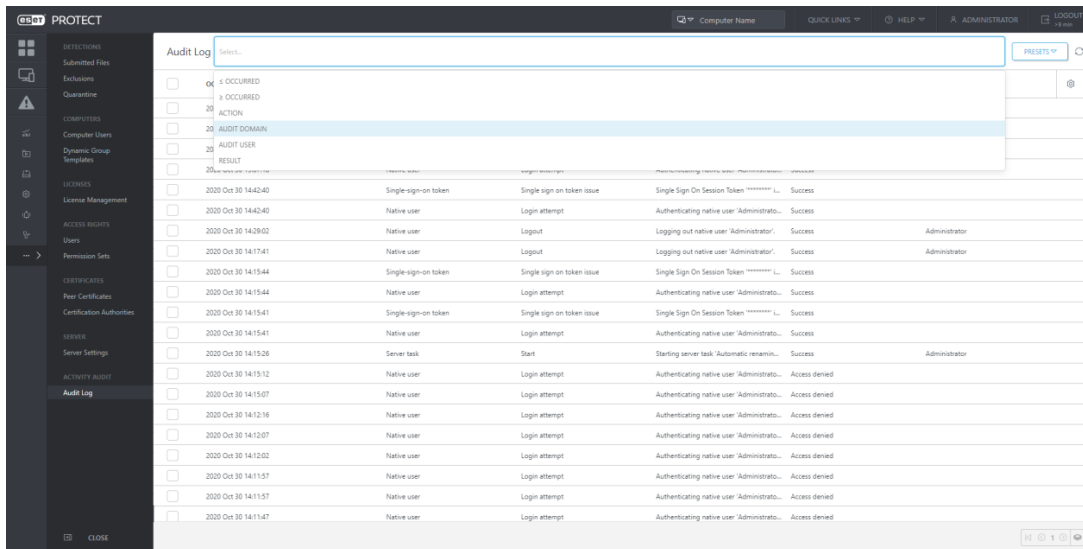 eset PROTECT
Computer Name
QUICK LINKS
HELP
ADMINISTRATOR
LOGOUT
>8 min
DETECTIONS
Submitted Files
Exclusions
Quarantine
COMPUTERS
Computer Users
Dynamic Group
Templates
LICENSES
License Management
ACCESS RIGHTS
Users
Permission Sets
CERTIFICATES
Peer Certificates
Certification Authorities
SERVER
Server Settings
ACTIVITY AUDIT
Audit Log
CLOSE
Audit Log Select...
PRESETS
≤ OCCURRED
≥ OCCURRED
ACTION
AUDIT DOMAIN
AUDIT USER
RESULT
2020 Oct 30 14:42:40 Single-sign-on token Single sign on token issue Single Sign On Session Token '********' i... Success
2020 Oct 30 14:42:40 Native user Login attempt Authenticating native user 'Administrato... Success
2020 Oct 30 14:29:02 Native user Logout Logging out native user 'Administrator'. Success Administrator
2020 Oct 30 14:17:41 Native user Logout Logging out native user 'Administrator'. Success Administrator
2020 Oct 30 14:15:44 Single-sign-on token Single sign on token issue Single Sign On Session Token '********' i... Success
2020 Oct 30 14:15:44 Native user Login attempt Authenticating native user 'Administrato... Success
2020 Oct 30 14:15:41 Single-sign-on token Single sign on token issue Single Sign On Session Token '********' i... Success
2020 Oct 30 14:15:41 Native user Login attempt Authenticating native user 'Administrato... Success
2020 Oct 30 14:15:26 Server task Start Starting server task 'Automatic renamin... Success Administrator
2020 Oct 30 14:15:12 Native user Login attempt Authenticating native user 'Administrato... Access denied
2020 Oct 30 14:15:07 Native user Login attempt Authenticating native user 'Administrato... Access denied
2020 Oct 30 14:12:16 Native user Login attempt Authenticating native user 'Administrato... Access denied
2020 Oct 30 14:12:07 Native user Login attempt Authenticating native user 'Administrato... Access denied
2020 Oct 30 14:12:02 Native user Login attempt Authenticating native user 'Administrato... Access denied
2020 Oct 30 14:11:57 Native user Login attempt Authenticating native user 'Administrato... Access denied
2020 Oct 30 14:11:57 Native user Login attempt Authenticating native user 'Administrato... Access denied
2020 Oct 30 14:11:47 Native user Login attempt Authenticating native user 'Administrato... Access denied
1